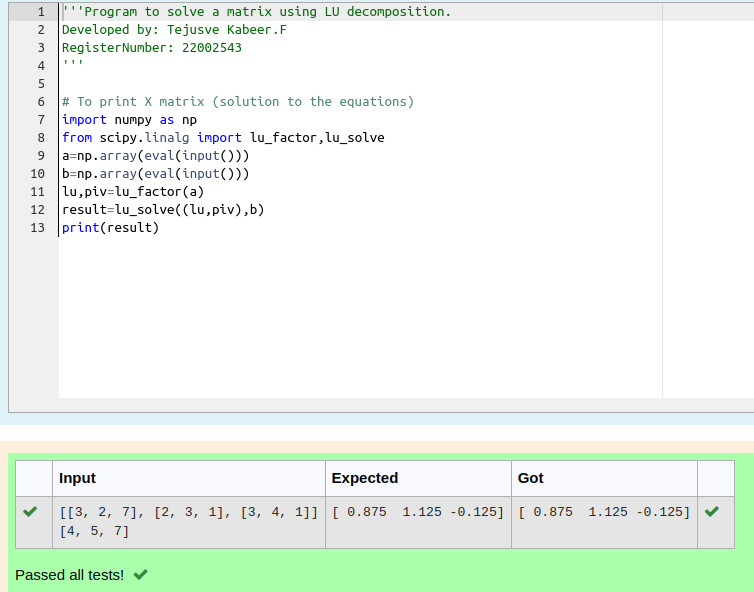 1 '''Program to solve a matrix using LU decomposition.
2 Developed by: Tejusve Kabeer.F
3 RegisterNumber: 22002543
4 '''
5
6 # To print X matrix (solution to the equations)
7 import numpy as np
8 from scipy.linalg import lu_factor,lu_solve
9 a=np.array(eval(input()))
10 b=np.array(eval(input()))
11 lu,piv=lu_factor(a)
12 result=lu_solve((lu,piv),b)
13 print(result)
Input Expected Got
[[3, 2, 7], [2, 3, 1], [3, 4, 1]] [ 0.875  1.125 -0.125] [ 0.875  1.125 -0.125]
[4, 5, 7]
Passed all tests!